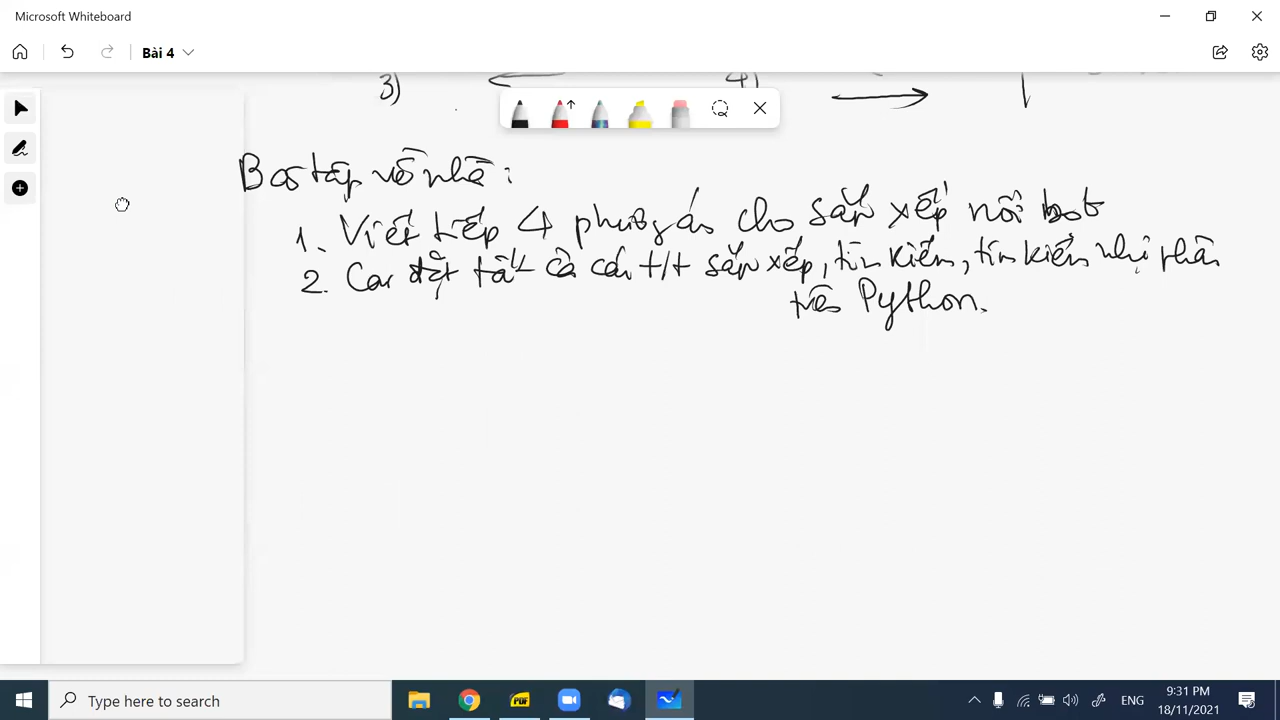 Microsoft Whiteboard
Bài 4
3) 4)
Bài tập về nhà:
1. Viết tiếp 4 phương án cho sắp xếp nổi bọt
2. Cài đặt tất cả các t/t sắp xếp, tìm kiếm, tìm kiếm nhị phân
trên Python.
Type here to search
PDF
ENG
9:31 PM
18/11/2021